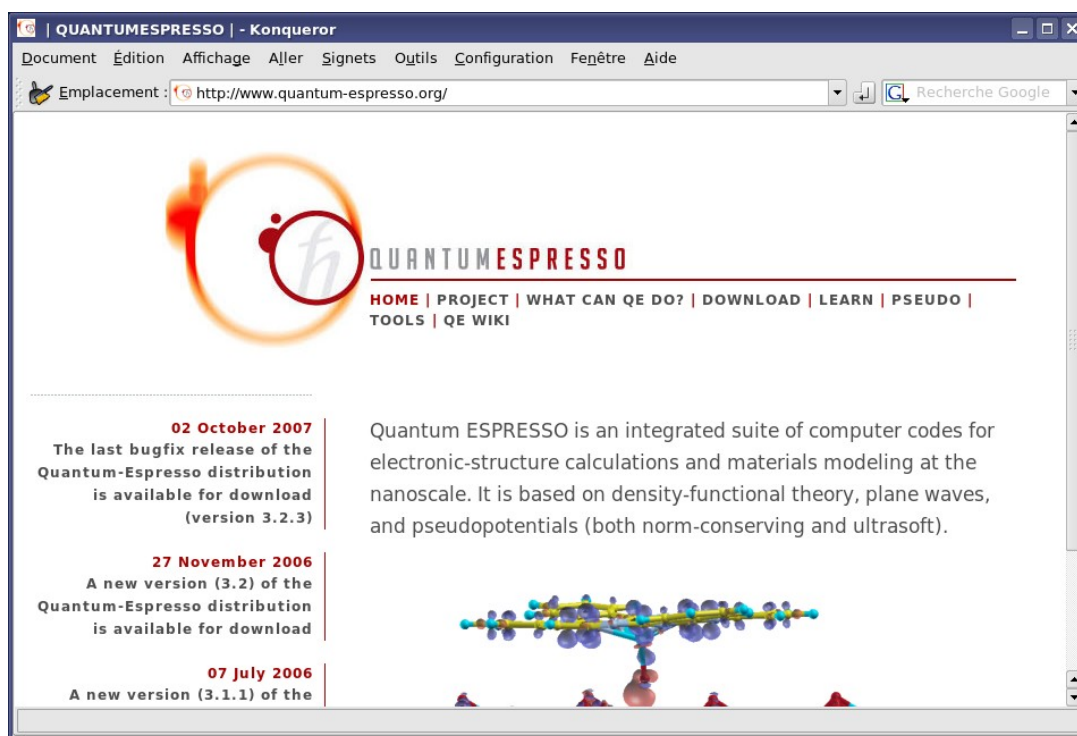 | QUANTUMESPRESSO | - Konqueror
Document Édition Affichage Aller Signets Outils Configuration Fenêtre Aide
Emplacement : http://www.quantum-espresso.org/ G Recherche Google
ħ
QUANTUMESPRESSO
HOME | PROJECT | WHAT CAN QE DO? | DOWNLOAD | LEARN | PSEUDO |
TOOLS | QE WIKI
02 October 2007
The last bugfix release of the
Quantum-Espresso distribution
is available for download
(version 3.2.3)
27 November 2006
A new version (3.2) of the
Quantum-Espresso distribution
is available for download
07 July 2006
A new version (3.1.1) of the
Quantum ESPRESSO is an integrated suite of computer codes for
electronic-structure calculations and materials modeling at the
nanoscale. It is based on density-functional theory, plane waves,
and pseudopotentials (both norm-conserving and ultrasoft).